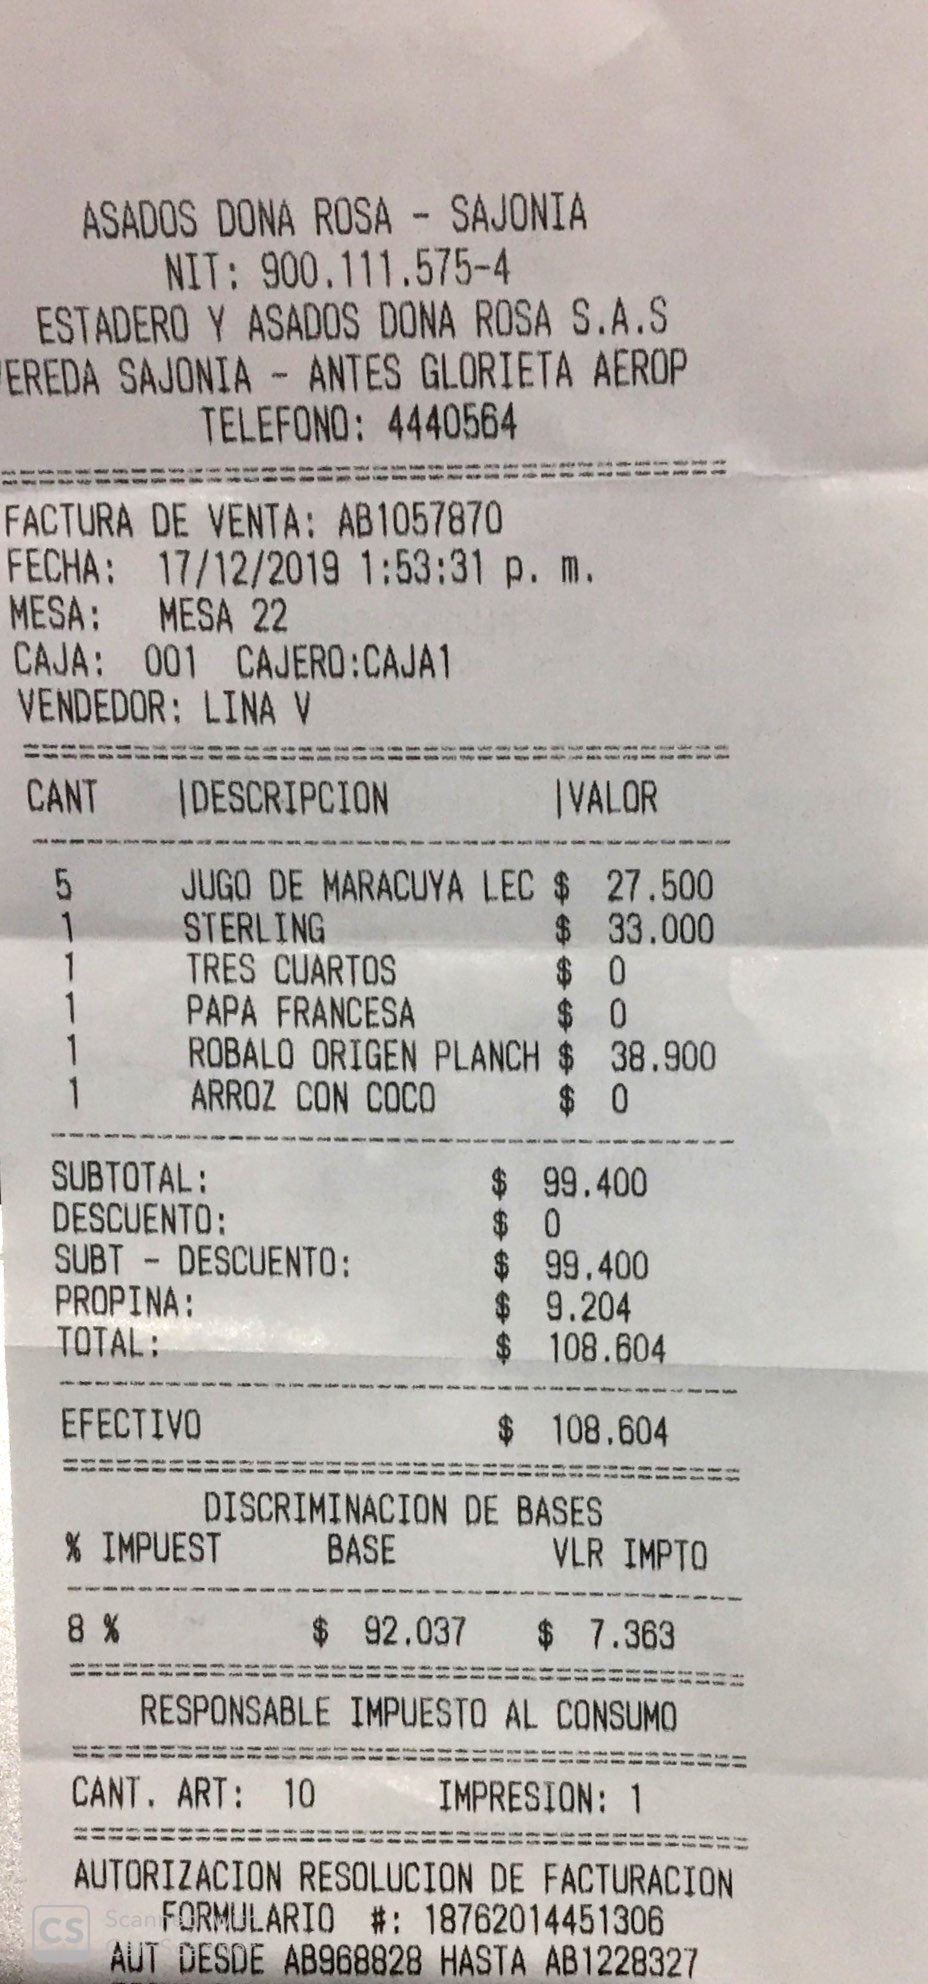 ASADOS DONA ROSA - SAJONIA
NIT: 900.111.575-4
ESTADERO Y ASADOS DONA ROSA S.A.S
EREDA SAJONIA - ANTES GLORIETA AEROP
TELEFONO: 4440564
FACTURA DE VENTA: AB1057870
FECHA: 17/12/2019 1:53:31 p. m.
MESA: MESA 22
CAJA: 001 CAJERO:CAJA1
VENDEDOR: LINA V
CANT |DESCRIPCION |VALOR
5 JUGO DE MARACUYA LEC $ 27.500
1 STERLING $ 33.000
1 TRES CUARTOS $ 0
1 PAPA FRANCESA $ 0
1 ROBALO ORIGEN PLANCH $ 38.900
1 ARROZ CON COCO $ 0
SUBTOTAL: $ 99.400
DESCUENTO: $ 0
SUBT - DESCUENTO: $ 99.400
PROPINA: $ 9.204
TOTAL: $ 108.604
EFECTIVO $ 108.604
DISCRIMINACION DE BASES
% IMPUEST BASE VLR IMPTO
8 % $ 92.037 $ 7.363
RESPONSABLE IMPUESTO AL CONSUMO
CANT. ART: 10 IMPRESION: 1
AUTORIZACION RESOLUCION DE FACTURACION
FORMULARIO #: 18762014451306
AUT DESDE AB968828 HASTA AB1228327
CS